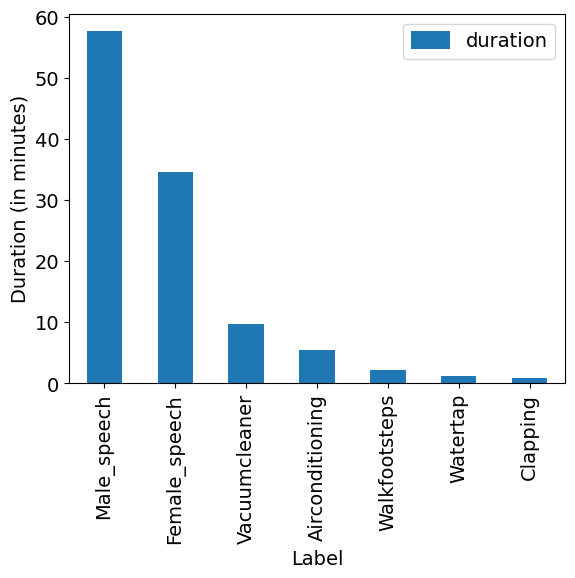 duration
Duration (in minutes)
60
50
40
30
20
10
0
Male_speech
Female_speech
Vacuumcleaner
Airconditioning
Walkfootsteps
Watertap
Clapping
Label